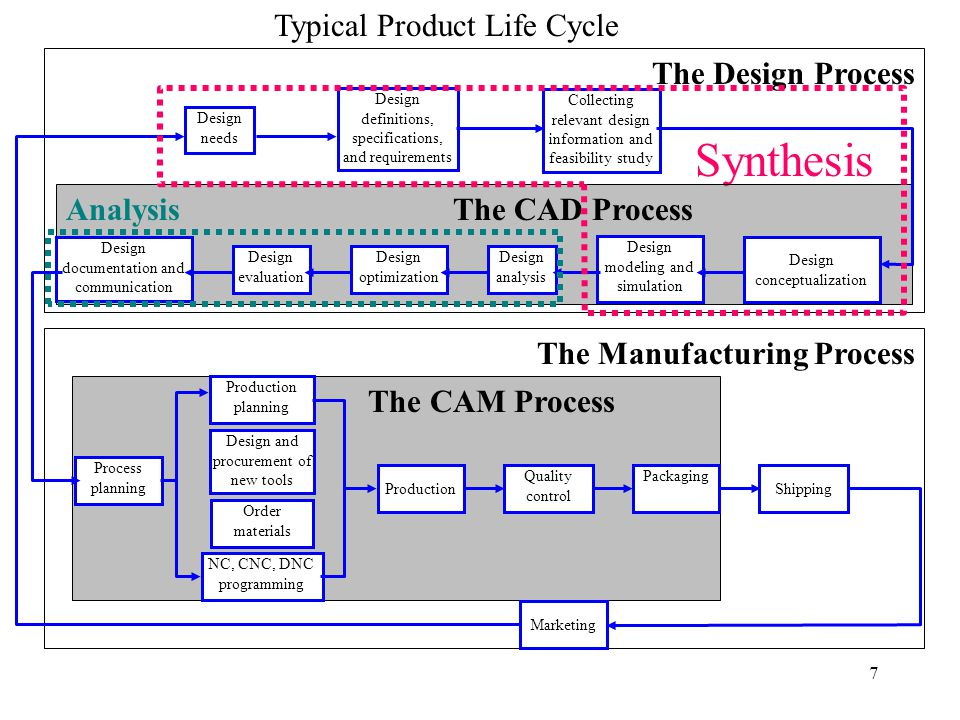 Typical Product Life Cycle
The Design Process
Design
needs
Design
definitions,
specifications,
and requirements
Collecting
relevant design
information and
feasibility study
Synthesis
Analysis
The CAD Process
Design
documentation and
communication
Design
evaluation
Design
optimization
Design
analysis
Design
modeling and
simulation
Design
conceptualization
The Manufacturing Process
The CAM Process
Production
planning
Design and
procurement of
new tools
Process
planning
Order
materials
NC, CNC, DNC
programming
Production
Quality
control
Packaging
Shipping
Marketing
7